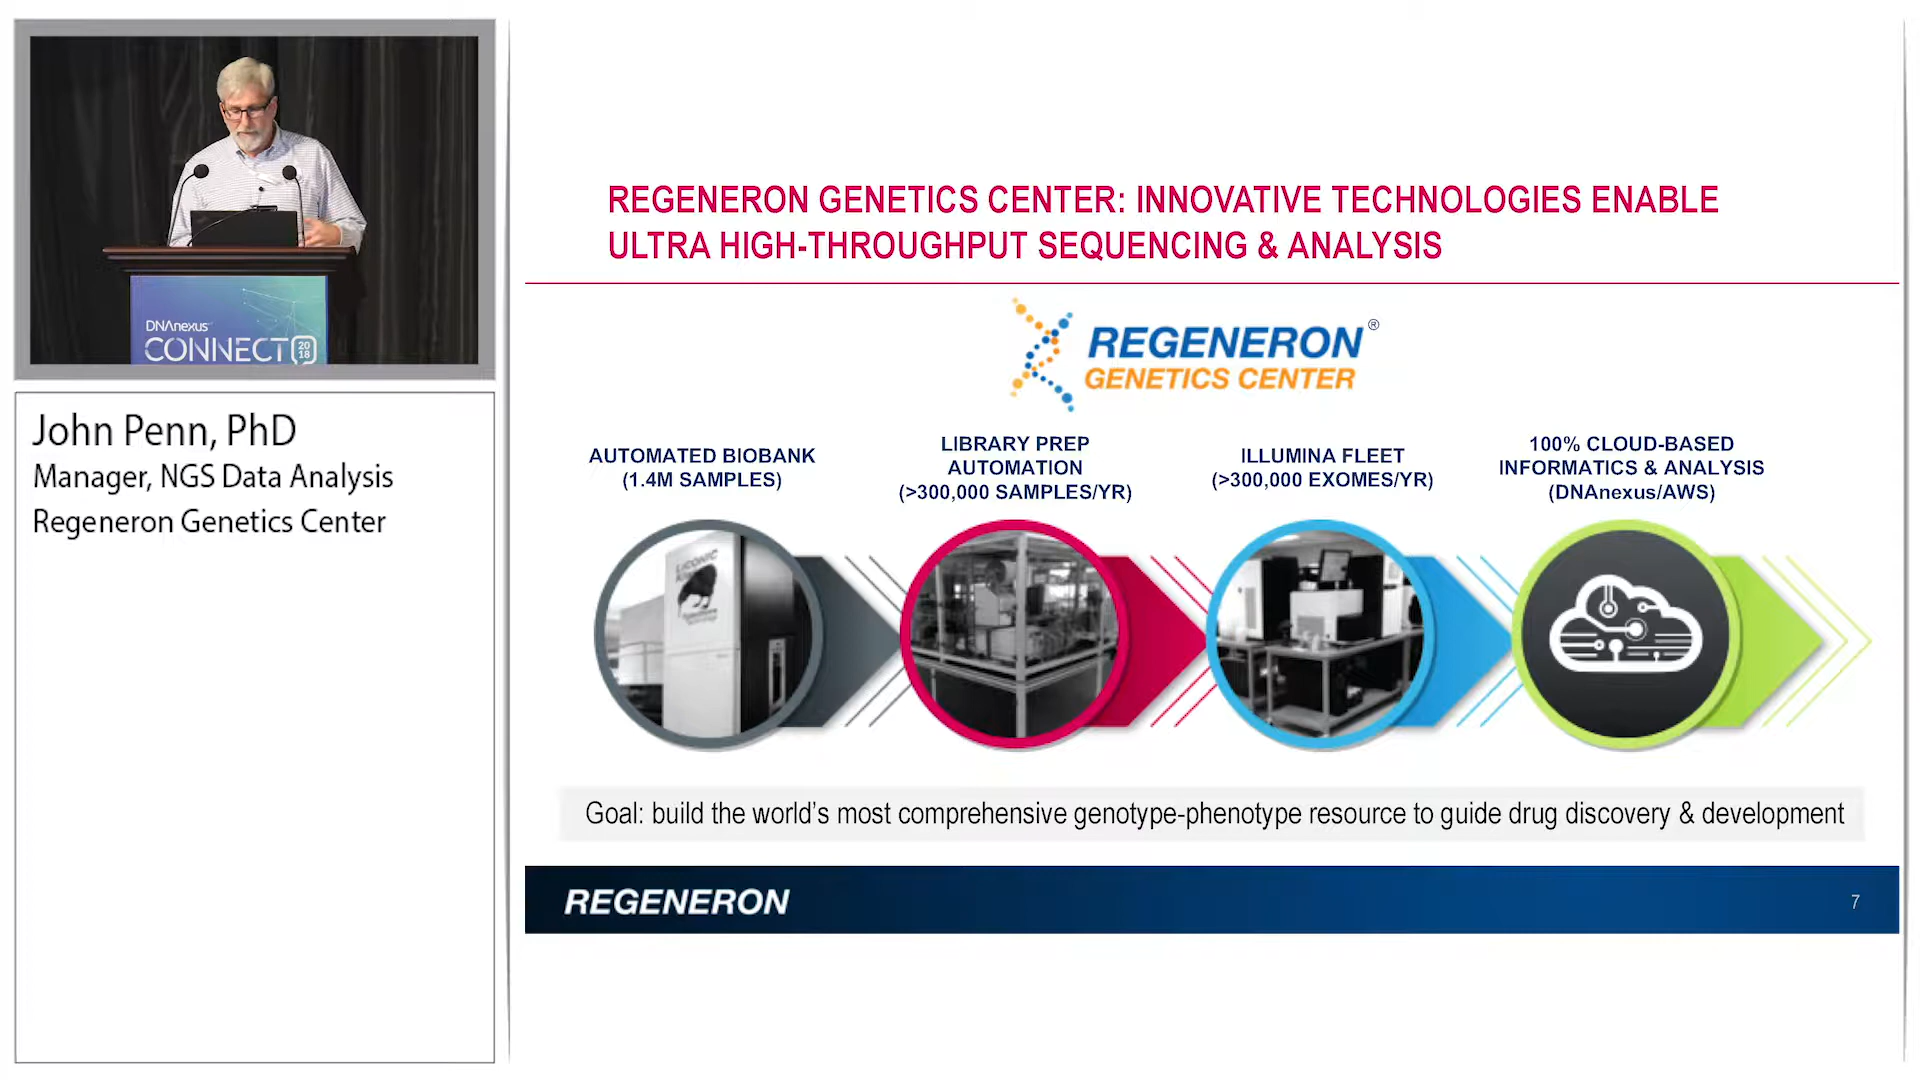 DNAnexus
CONNECT 20 18
John Penn, PhD
Manager, NGS Data Analysis
Regeneron Genetics Center
REGENERON GENETICS CENTER: INNOVATIVE TECHNOLOGIES ENABLE
ULTRA HIGH-THROUGHPUT SEQUENCING & ANALYSIS
REGENERON®
GENETICS CENTER
AUTOMATED BIOBANK
(1.4M SAMPLES)
LIBRARY PREP
AUTOMATION
(>300,000 SAMPLES/YR)
ILLUMINA FLEET
(>300,000 EXOMES/YR)
100% CLOUD-BASED
INFORMATICS & ANALYSIS
(DNAnexus/AWS)
LICONIC
Goal: build the world’s most comprehensive genotype-phenotype resource to guide drug discovery & development
REGENERON
7